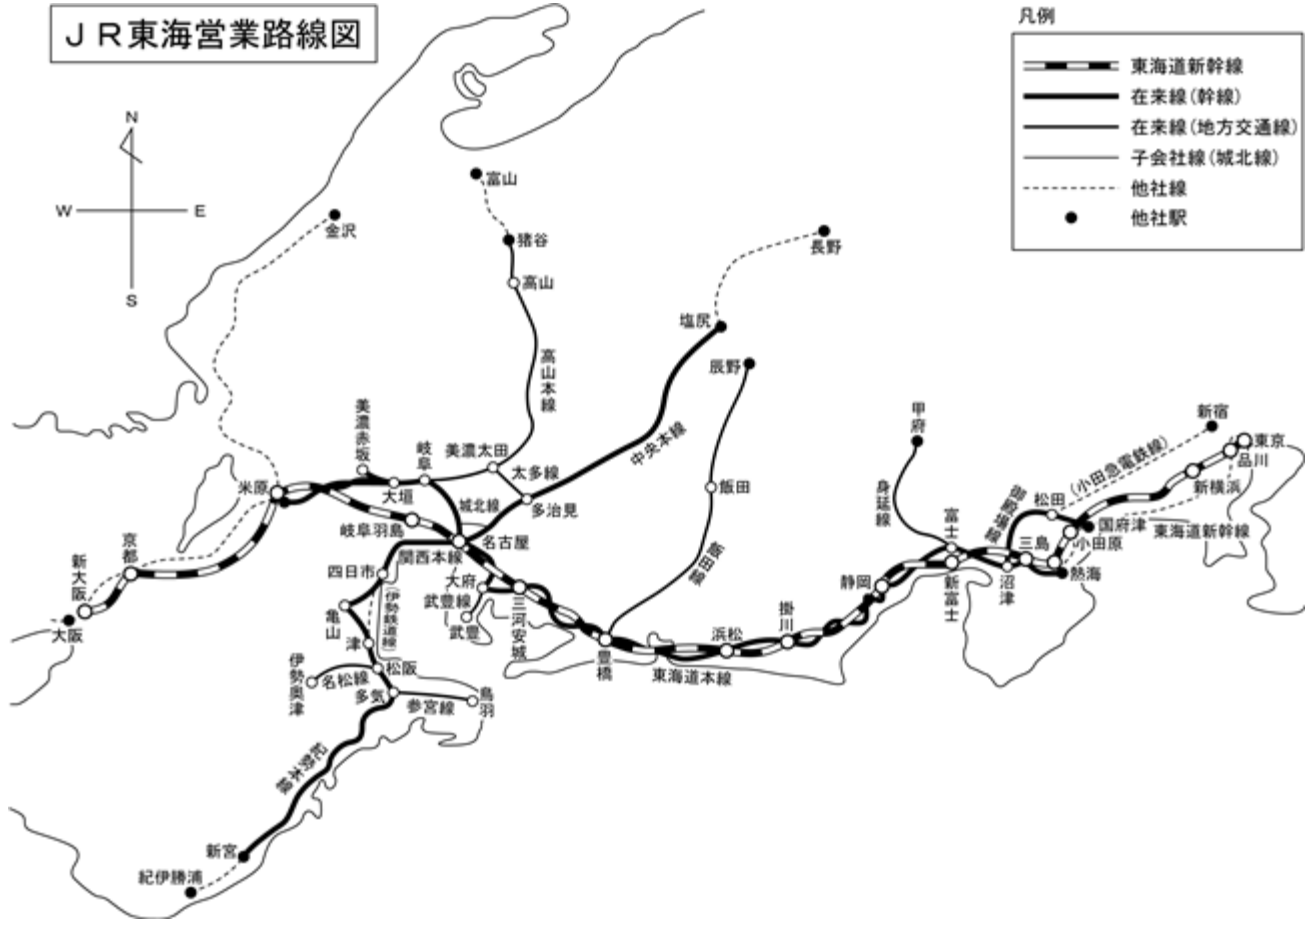 JR東海営業路線図
凡例
東海道新幹線
在来線(幹線)
在来線(地方交通線)
子会社線(城北線)
他社線
他社駅
N
W
E
S
富山
金沢
猪谷
高山
長野
塩尻
辰野
高山本線
美濃赤坂
岐阜
美濃太田
太多線
中央本線
甲府
新宿
東京
品川
(小田急電鉄線)
米原
大垣
城北線
多治見
飯田
身延線
御殿場線
松田
新横浜
岐阜羽島
名古屋
富士
国府津
東海道新幹線
小田原
三島
京都
新大阪
関西本線
四日市
大府
飯田線
静岡
新富士
沼津
熱海
大阪
亀山
(伊勢鉄道線)
武豊線
武豊
三河安城
掛川
浜松
豊橋
津
松阪
東海道本線
伊勢奥津
名松線
多気
参宮線
鳥羽
紀勢本線
新宮
紀伊勝浦